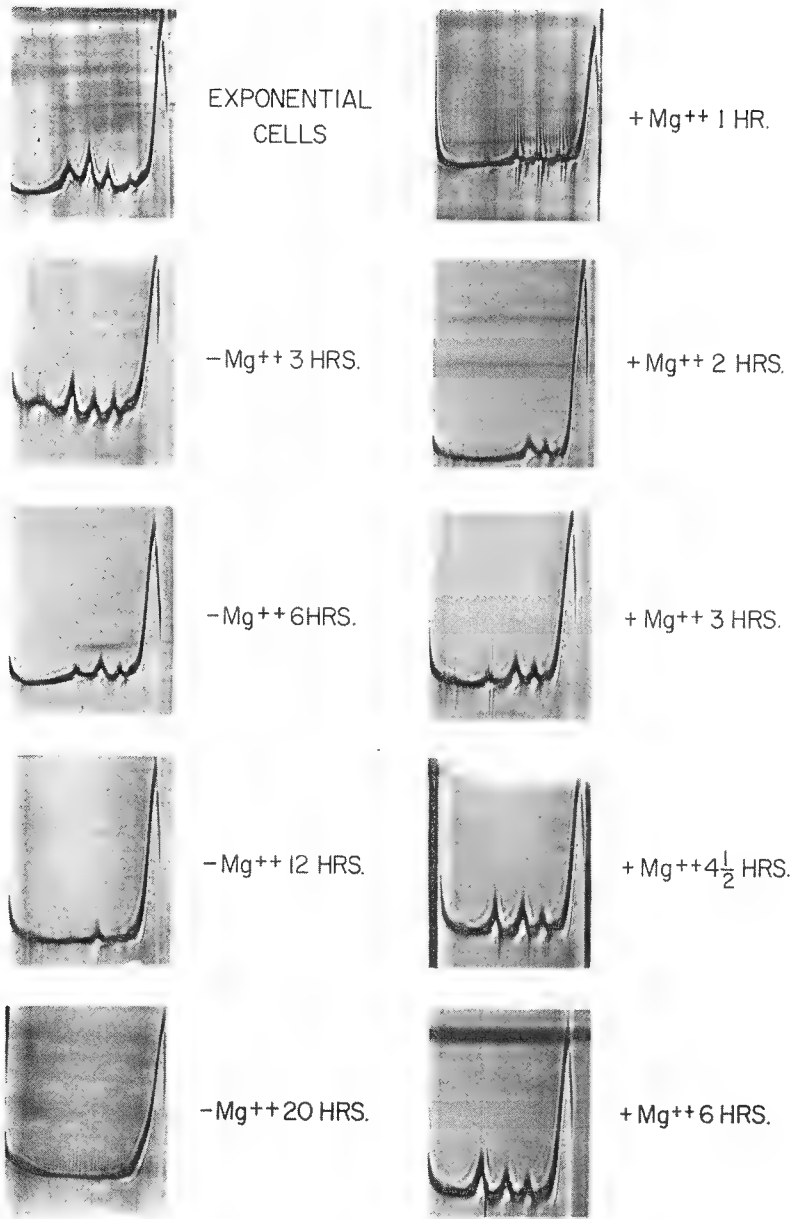 EXPONENTIAL
CELLS
+ Mg++ 1 HR.
-Mg++ 3 HRS.
+ Mg++ 2 HRS.
-Mg++ 6HRS.
+ Mg++ 3 HRS.
-Mg++ 12 HRS.
+ Mg++4½ HRS.
-Mg++20 HRS.
+ Mg++ 6 HRS.